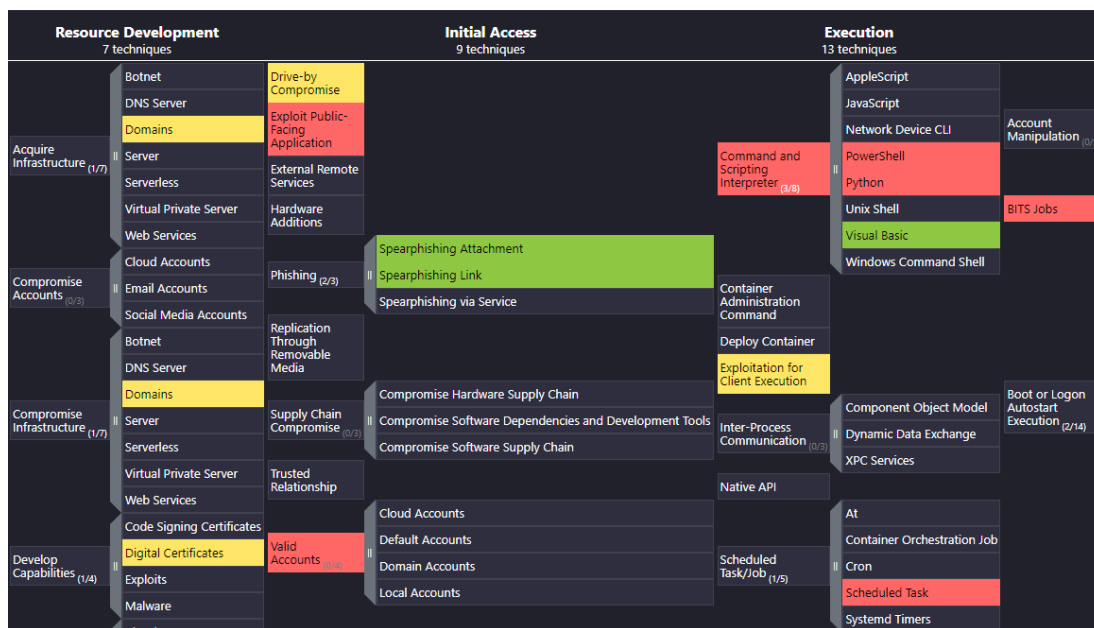 Resource Development
7 techniques
Initial Access
9 techniques
Execution
13 techniques
Acquire
Infrastructure (1/7)
Botnet
DNS Server
Domains
Server
Serverless
Virtual Private Server
Web Services
Compromise
Accounts (0/3)
Cloud Accounts
Email Accounts
Social Media Accounts
Compromise
Infrastructure (1/7)
Botnet
DNS Server
Domains
Server
Serverless
Virtual Private Server
Web Services
Develop
Capabilities (1/4)
Code Signing Certificates
Digital Certificates
Exploits
Malware
Drive-by
Compromise
Exploit Public-
Facing
Application
External Remote
Services
Hardware
Additions
Phishing (2/3)
Spearphishing Attachment
Spearphishing Link
Spearphishing via Service
Replication
Through
Removable
Media
Supply Chain
Compromise (0/3)
Compromise Hardware Supply Chain
Compromise Software Dependencies and Development Tools
Compromise Software Supply Chain
Trusted
Relationship
Valid
Accounts (0/4)
Cloud Accounts
Default Accounts
Domain Accounts
Local Accounts
Command and
Scripting
Interpreter (3/8)
AppleScript
JavaScript
Network Device CLI
PowerShell
Python
Unix Shell
Visual Basic
Windows Command Shell
Container
Administration
Command
Deploy Container
Exploitation for
Client Execution
Inter-Process
Communication (0/3)
Component Object Model
Dynamic Data Exchange
XPC Services
Native API
Scheduled
Task/Job (1/5)
At
Container Orchestration Job
Cron
Scheduled Task
Systemd Timers
Account
Manipulation (0/
BITS Jobs
Boot or Logon
Autostart
Execution (2/14)